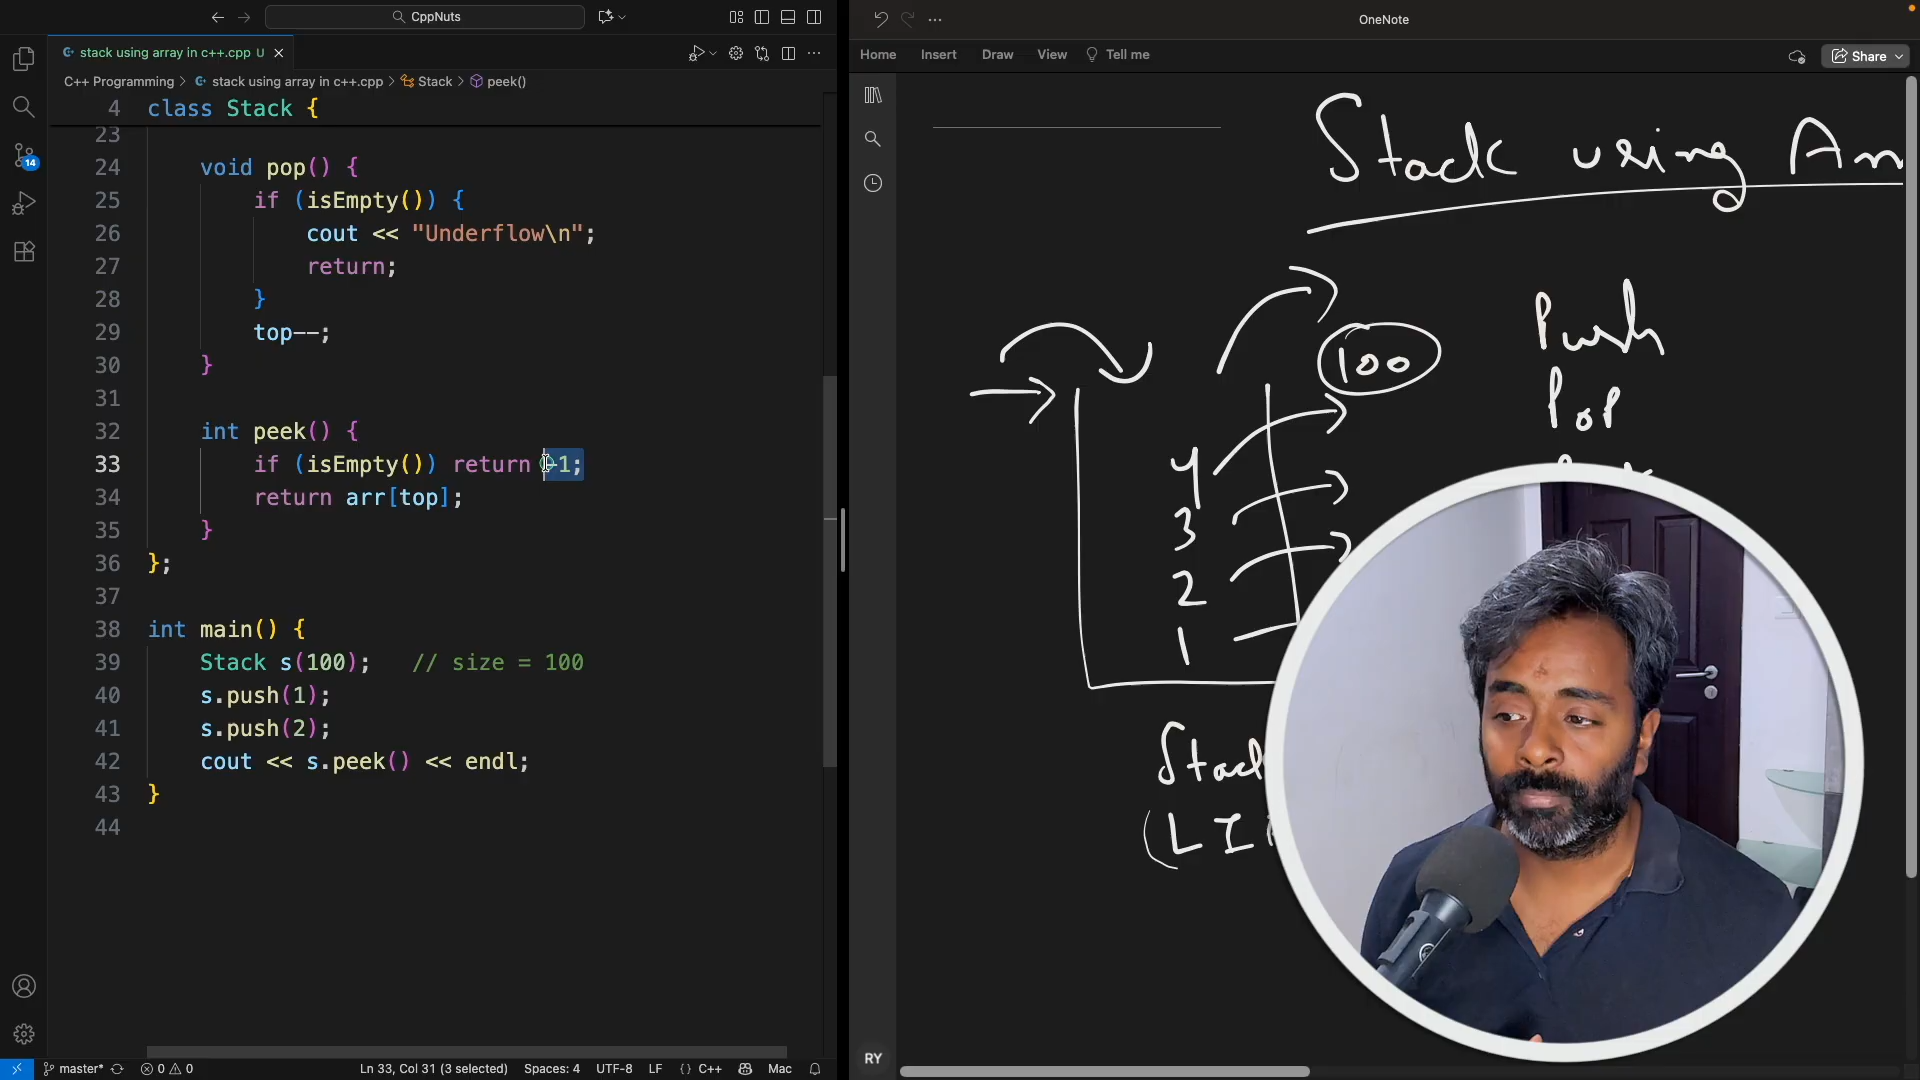 CppNuts
stack using array in c++.cpp U
C++ Programming > stack using array in c++.cpp > Stack > peek()
4 class Stack {
23
24 void pop() {
25 if (isEmpty()) {
26 cout << "Underflow\n";
27 return;
28 }
29 top--;
30 }
31
32 int peek() {
33 if (isEmpty()) return -1;
34 return arr[top];
35 }
36 };
37
38 int main() {
39 Stack s(100); // size = 100
40 s.push(1);
41 s.push(2);
42 cout << s.peek() << endl;
43 }
44
14
master* 0 0 Ln 33, Col 31 (3 selected) Spaces: 4 UTF-8 LF {} C++ Mac
OneNote
Home Insert Draw View Tell me Share
Stack using
100
Push
Pop
4
3
2
1
Stac
(LI
RY